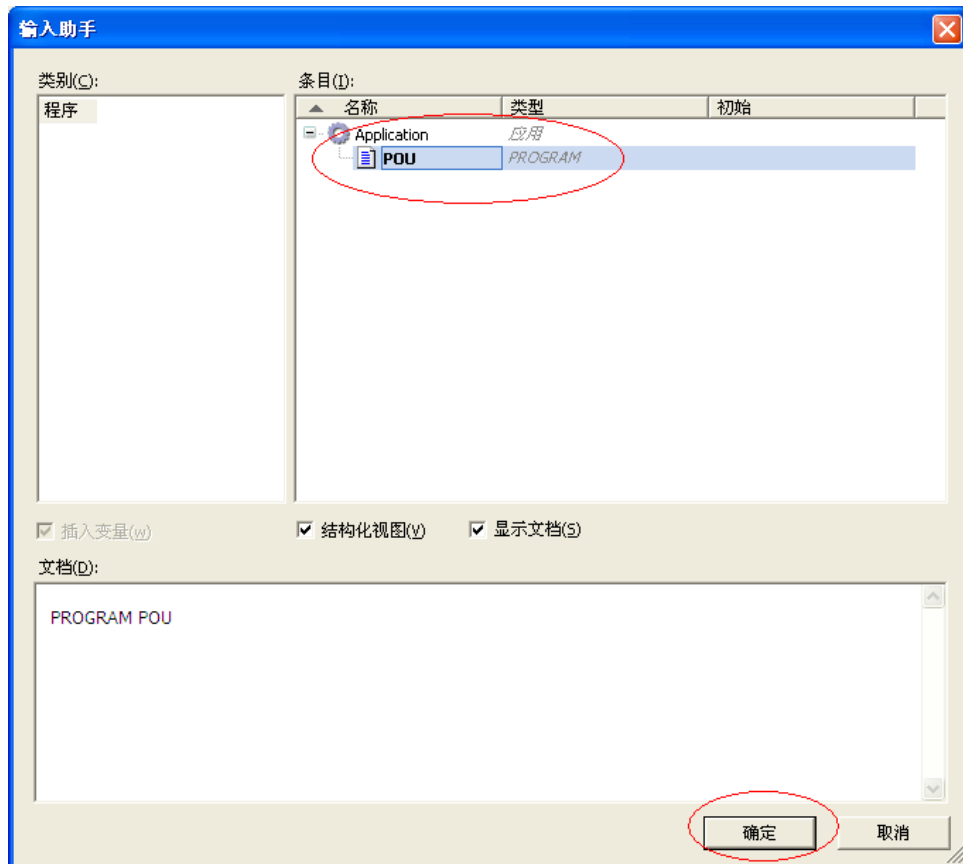 输入助手
类别(C):
条目(I):
程序
名称 类型 初始
Application 应用
POU PROGRAM
插入变量(w)
结构化视图(V)
显示文档(S)
文档(D):
PROGRAM POU
确定
取消